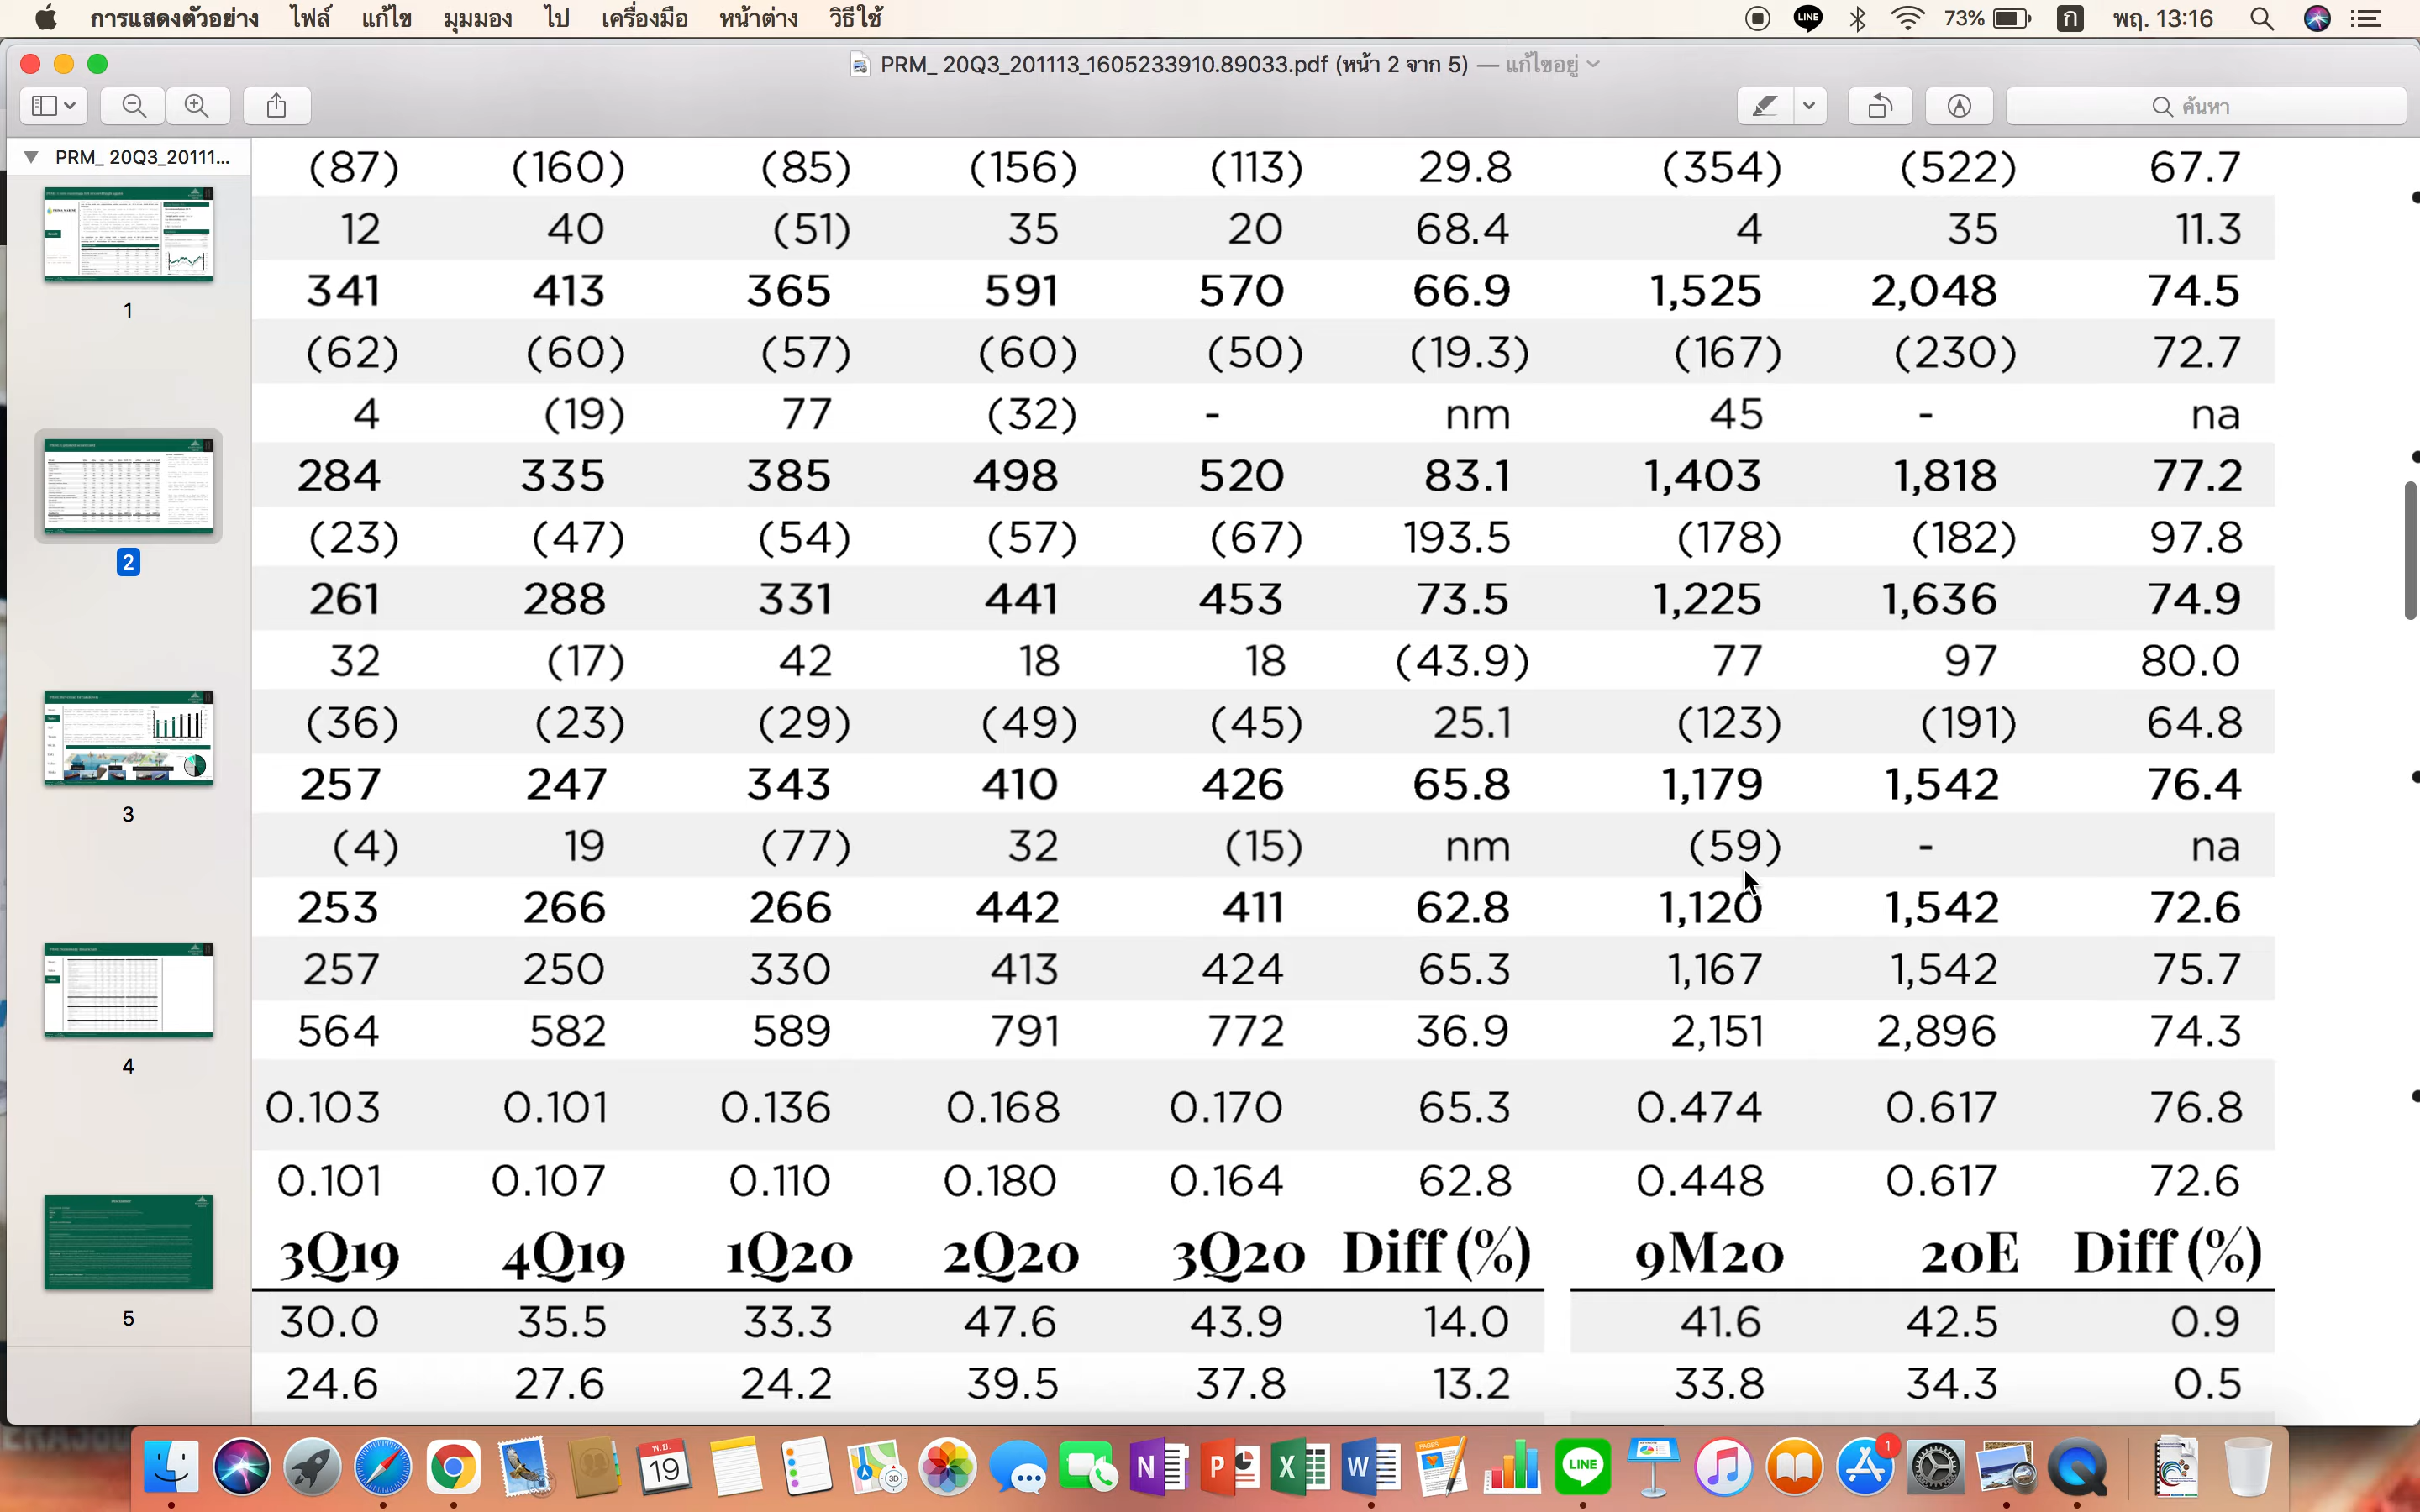 การแสดงตัวอย่าง ไฟล์ แก้ไข มุมมอง ไป เครื่องมือ หน้าต่าง วิธีใช้ LINE 73% ก พฤ. 13:16
PRM_ 20Q3_201113_1605233910.89033.pdf (หน้า 2 จาก 5) — แก้ไขอยู่
ค้นหา
PRM_ 20Q3_20111...
1
2
3
4
5
(87) (160) (85) (156) (113) 29.8 (354) (522) 67.7
12 40 (51) 35 20 68.4 4 35 11.3
341 413 365 591 570 66.9 1,525 2,048 74.5
(62) (60) (57) (60) (50) (19.3) (167) (230) 72.7
4 (19) 77 (32) - nm 45 - na
284 335 385 498 520 83.1 1,403 1,818 77.2
(23) (47) (54) (57) (67) 193.5 (178) (182) 97.8
261 288 331 441 453 73.5 1,225 1,636 74.9
32 (17) 42 18 18 (43.9) 77 97 80.0
(36) (23) (29) (49) (45) 25.1 (123) (191) 64.8
257 247 343 410 426 65.8 1,179 1,542 76.4
(4) 19 (77) 32 (15) nm (59) - na
253 266 266 442 411 62.8 1,120 1,542 72.6
257 250 330 413 424 65.3 1,167 1,542 75.7
564 582 589 791 772 36.9 2,151 2,896 74.3
0.103 0.101 0.136 0.168 0.170 65.3 0.474 0.617 76.8
0.101 0.107 0.110 0.180 0.164 62.8 0.448 0.617 72.6
3Q19 4Q19 1Q20 2Q20 3Q20 Diff (%) 9M20 20E Diff (%)
30.0 35.5 33.3 47.6 43.9 14.0 41.6 42.5 0.9
24.6 27.6 24.2 39.5 37.8 13.2 33.8 34.3 0.5
พ.ย.
19
3D
N P X W PAGES LINE KEYNOTE 1